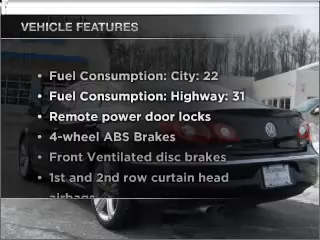 VEHICLE FEATURES
• Fuel Consumption: City: 22
• Fuel Consumption: Highway: 31
• Remote power door locks
• 4-wheel ABS Brakes
• Front Ventilated disc brakes
• 1st and 2nd row curtain head
airbags